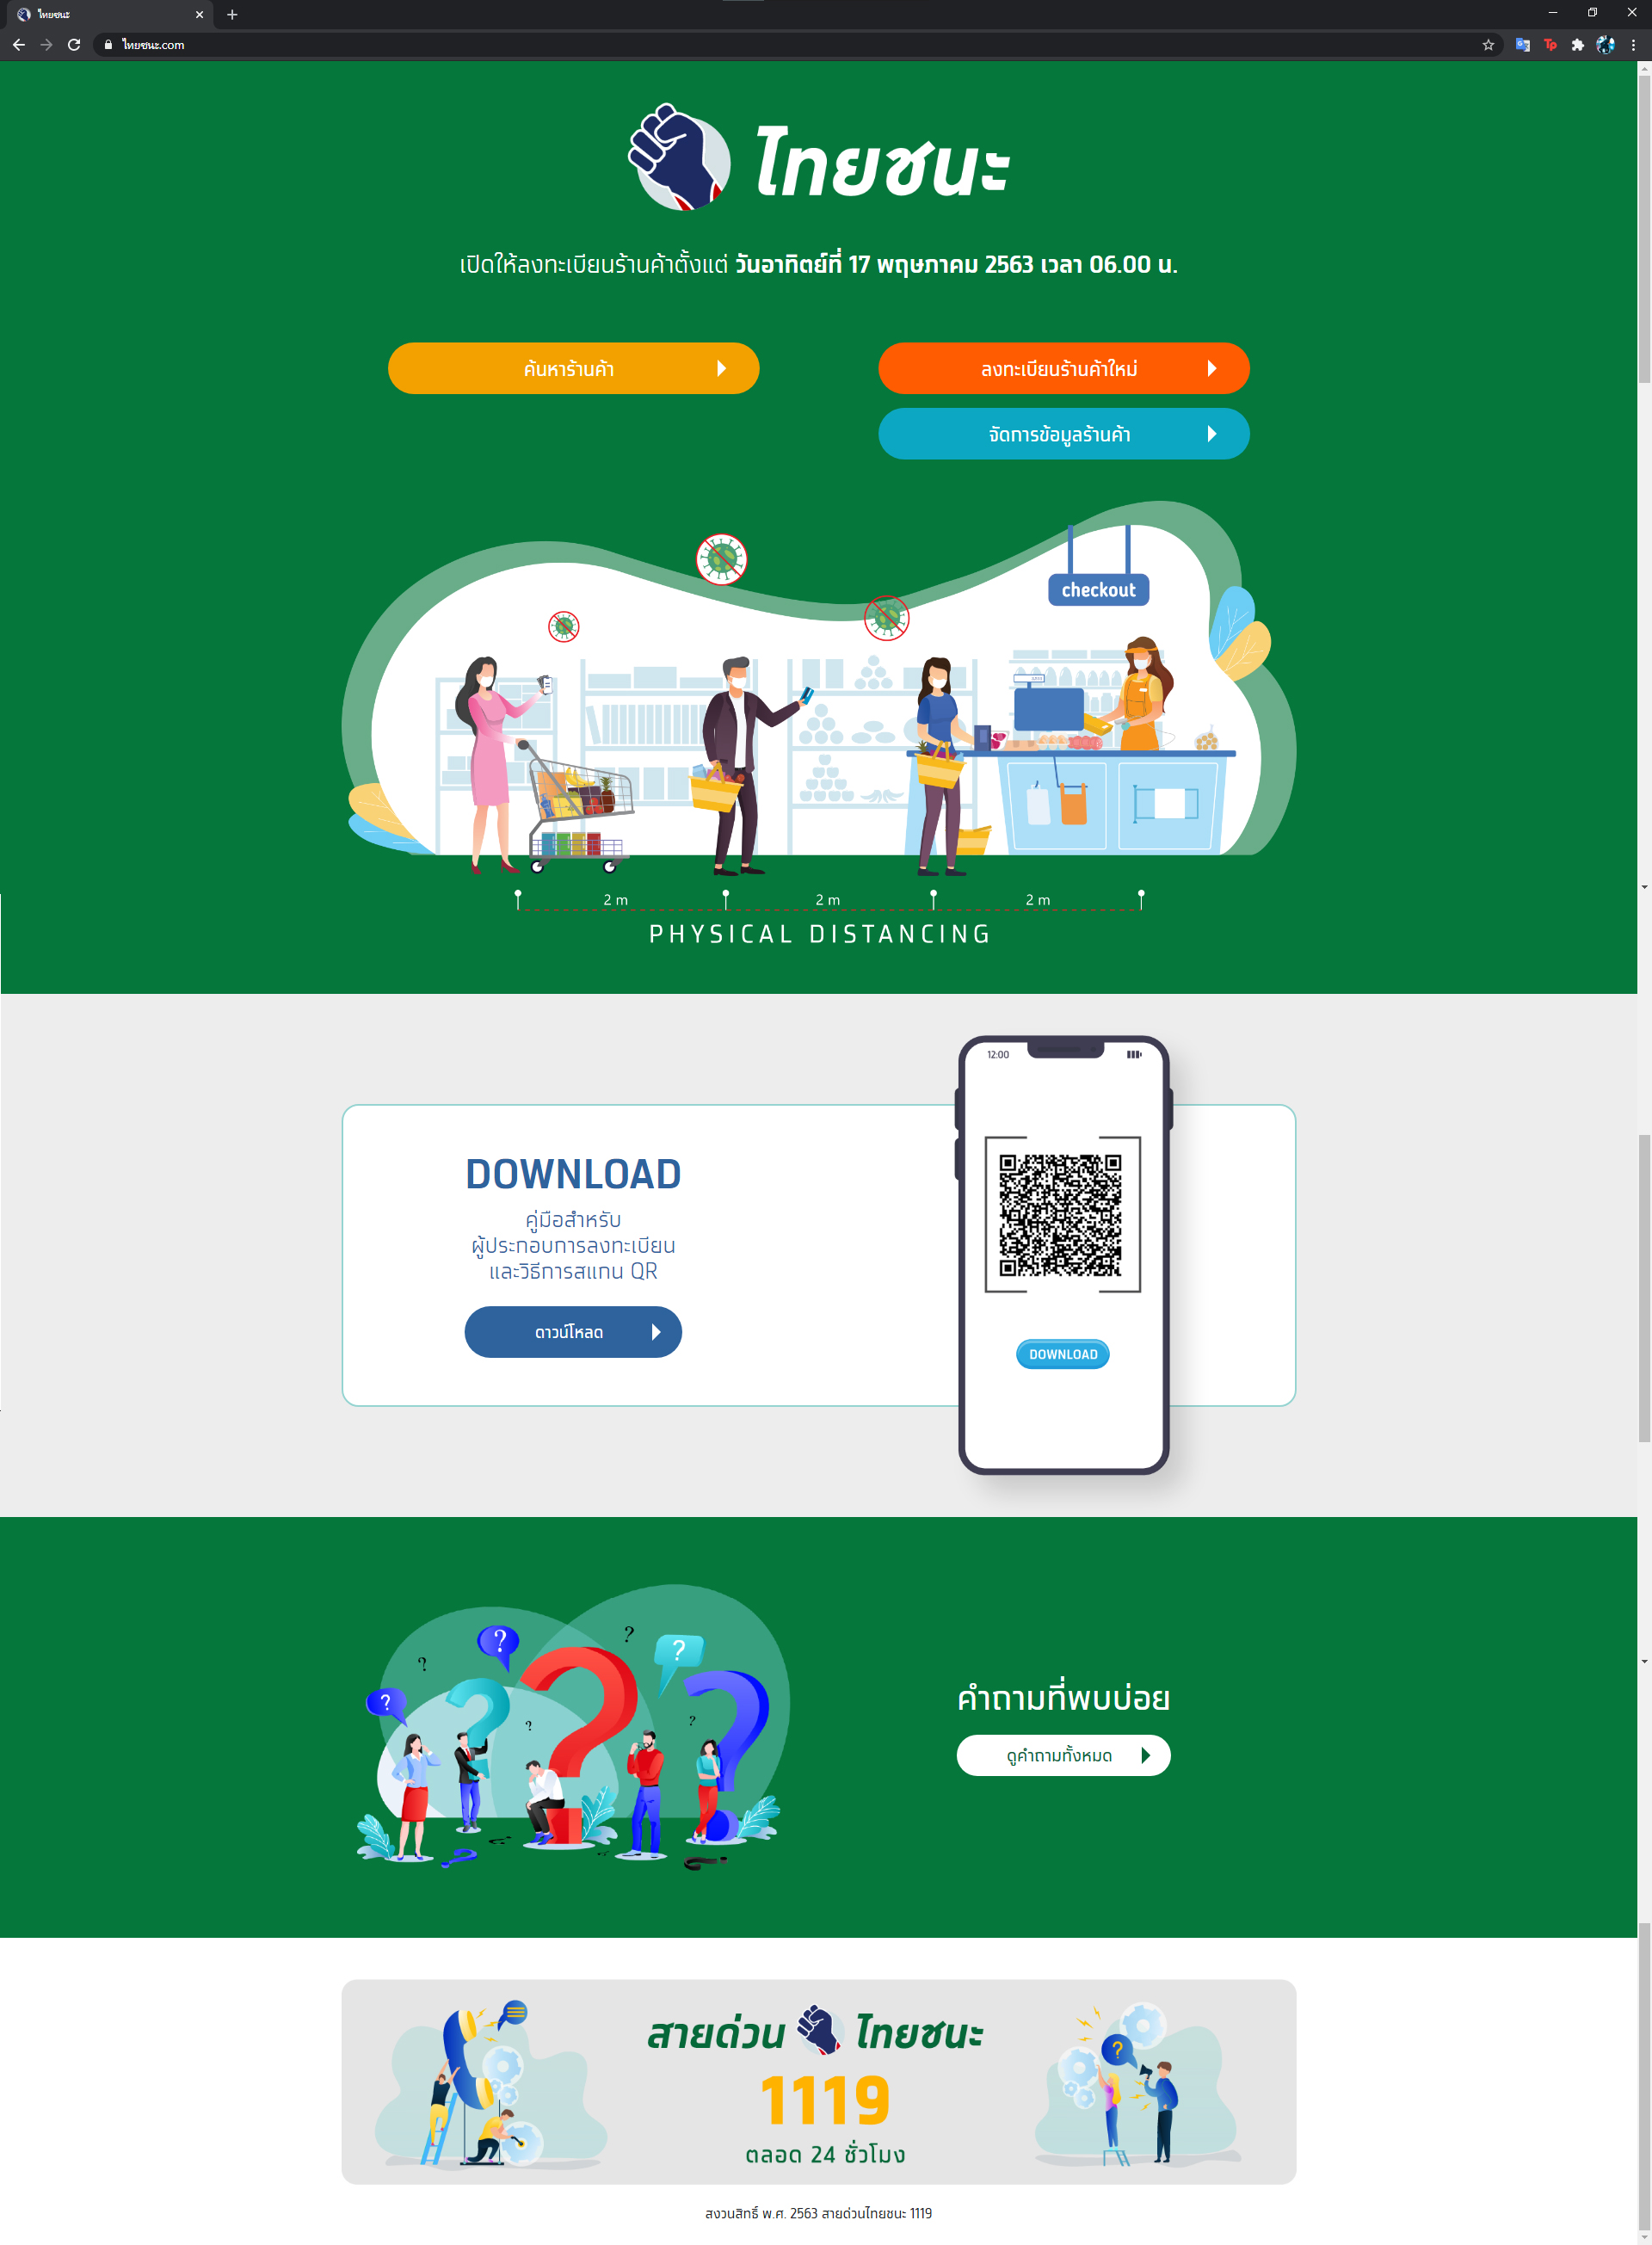 ไทยชนะ
ไทยชนะ.com
ไทยชนะ
เปิดให้ลงทะเบียนร้านค้าตั้งแต่ วันอาทิตย์ที่ 17 พฤษภาคม 2563 เวลา 06.00 น.
ค้นหาร้านค้า
ลงทะเบียนร้านค้าใหม่
จัดการข้อมูลร้านค้า
checkout
2 m 2 m 2 m
PHYSICAL DISTANCING
12:00
DOWNLOAD
คู่มือสำหรับ
ผู้ประกอบการลงทะเบียน
และวิธีการสแกน QR
ดาวน์โหลด
DOWNLOAD
? ? ? ? ? ? ?
คำถามที่พบบ่อย
ดูคำถามทั้งหมด
สายด่วน ไทยชนะ
1119
ตลอด 24 ชั่วโมง
?
สงวนสิทธิ์ พ.ศ. 2563 สายด่วนไทยชนะ 1119